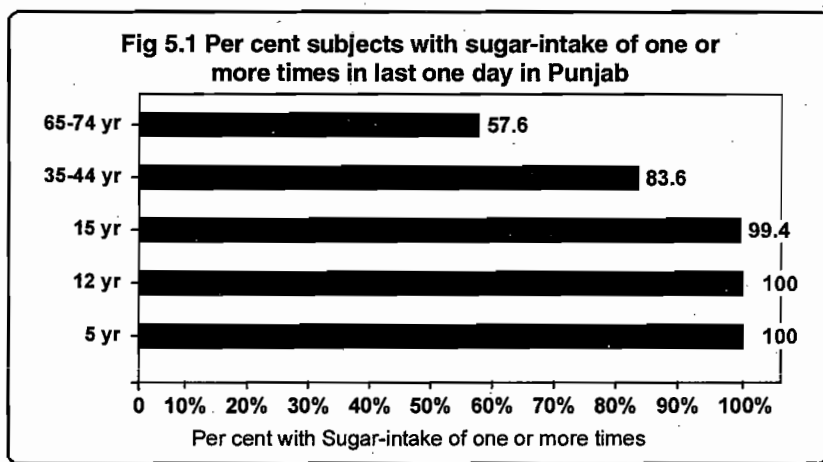 Fig 5.1 Per cent subjects with sugar-intake of one or
more times in last one day in Punjab
65-74 yr
57.6
35-44 yr
83.6
15 yr
99.4
12 yr
100
5 yr
100
0 10% 20% 30% 40% 50% 60% 70% 80% 90% 100%
Per cent with Sugar-intake of one or more times